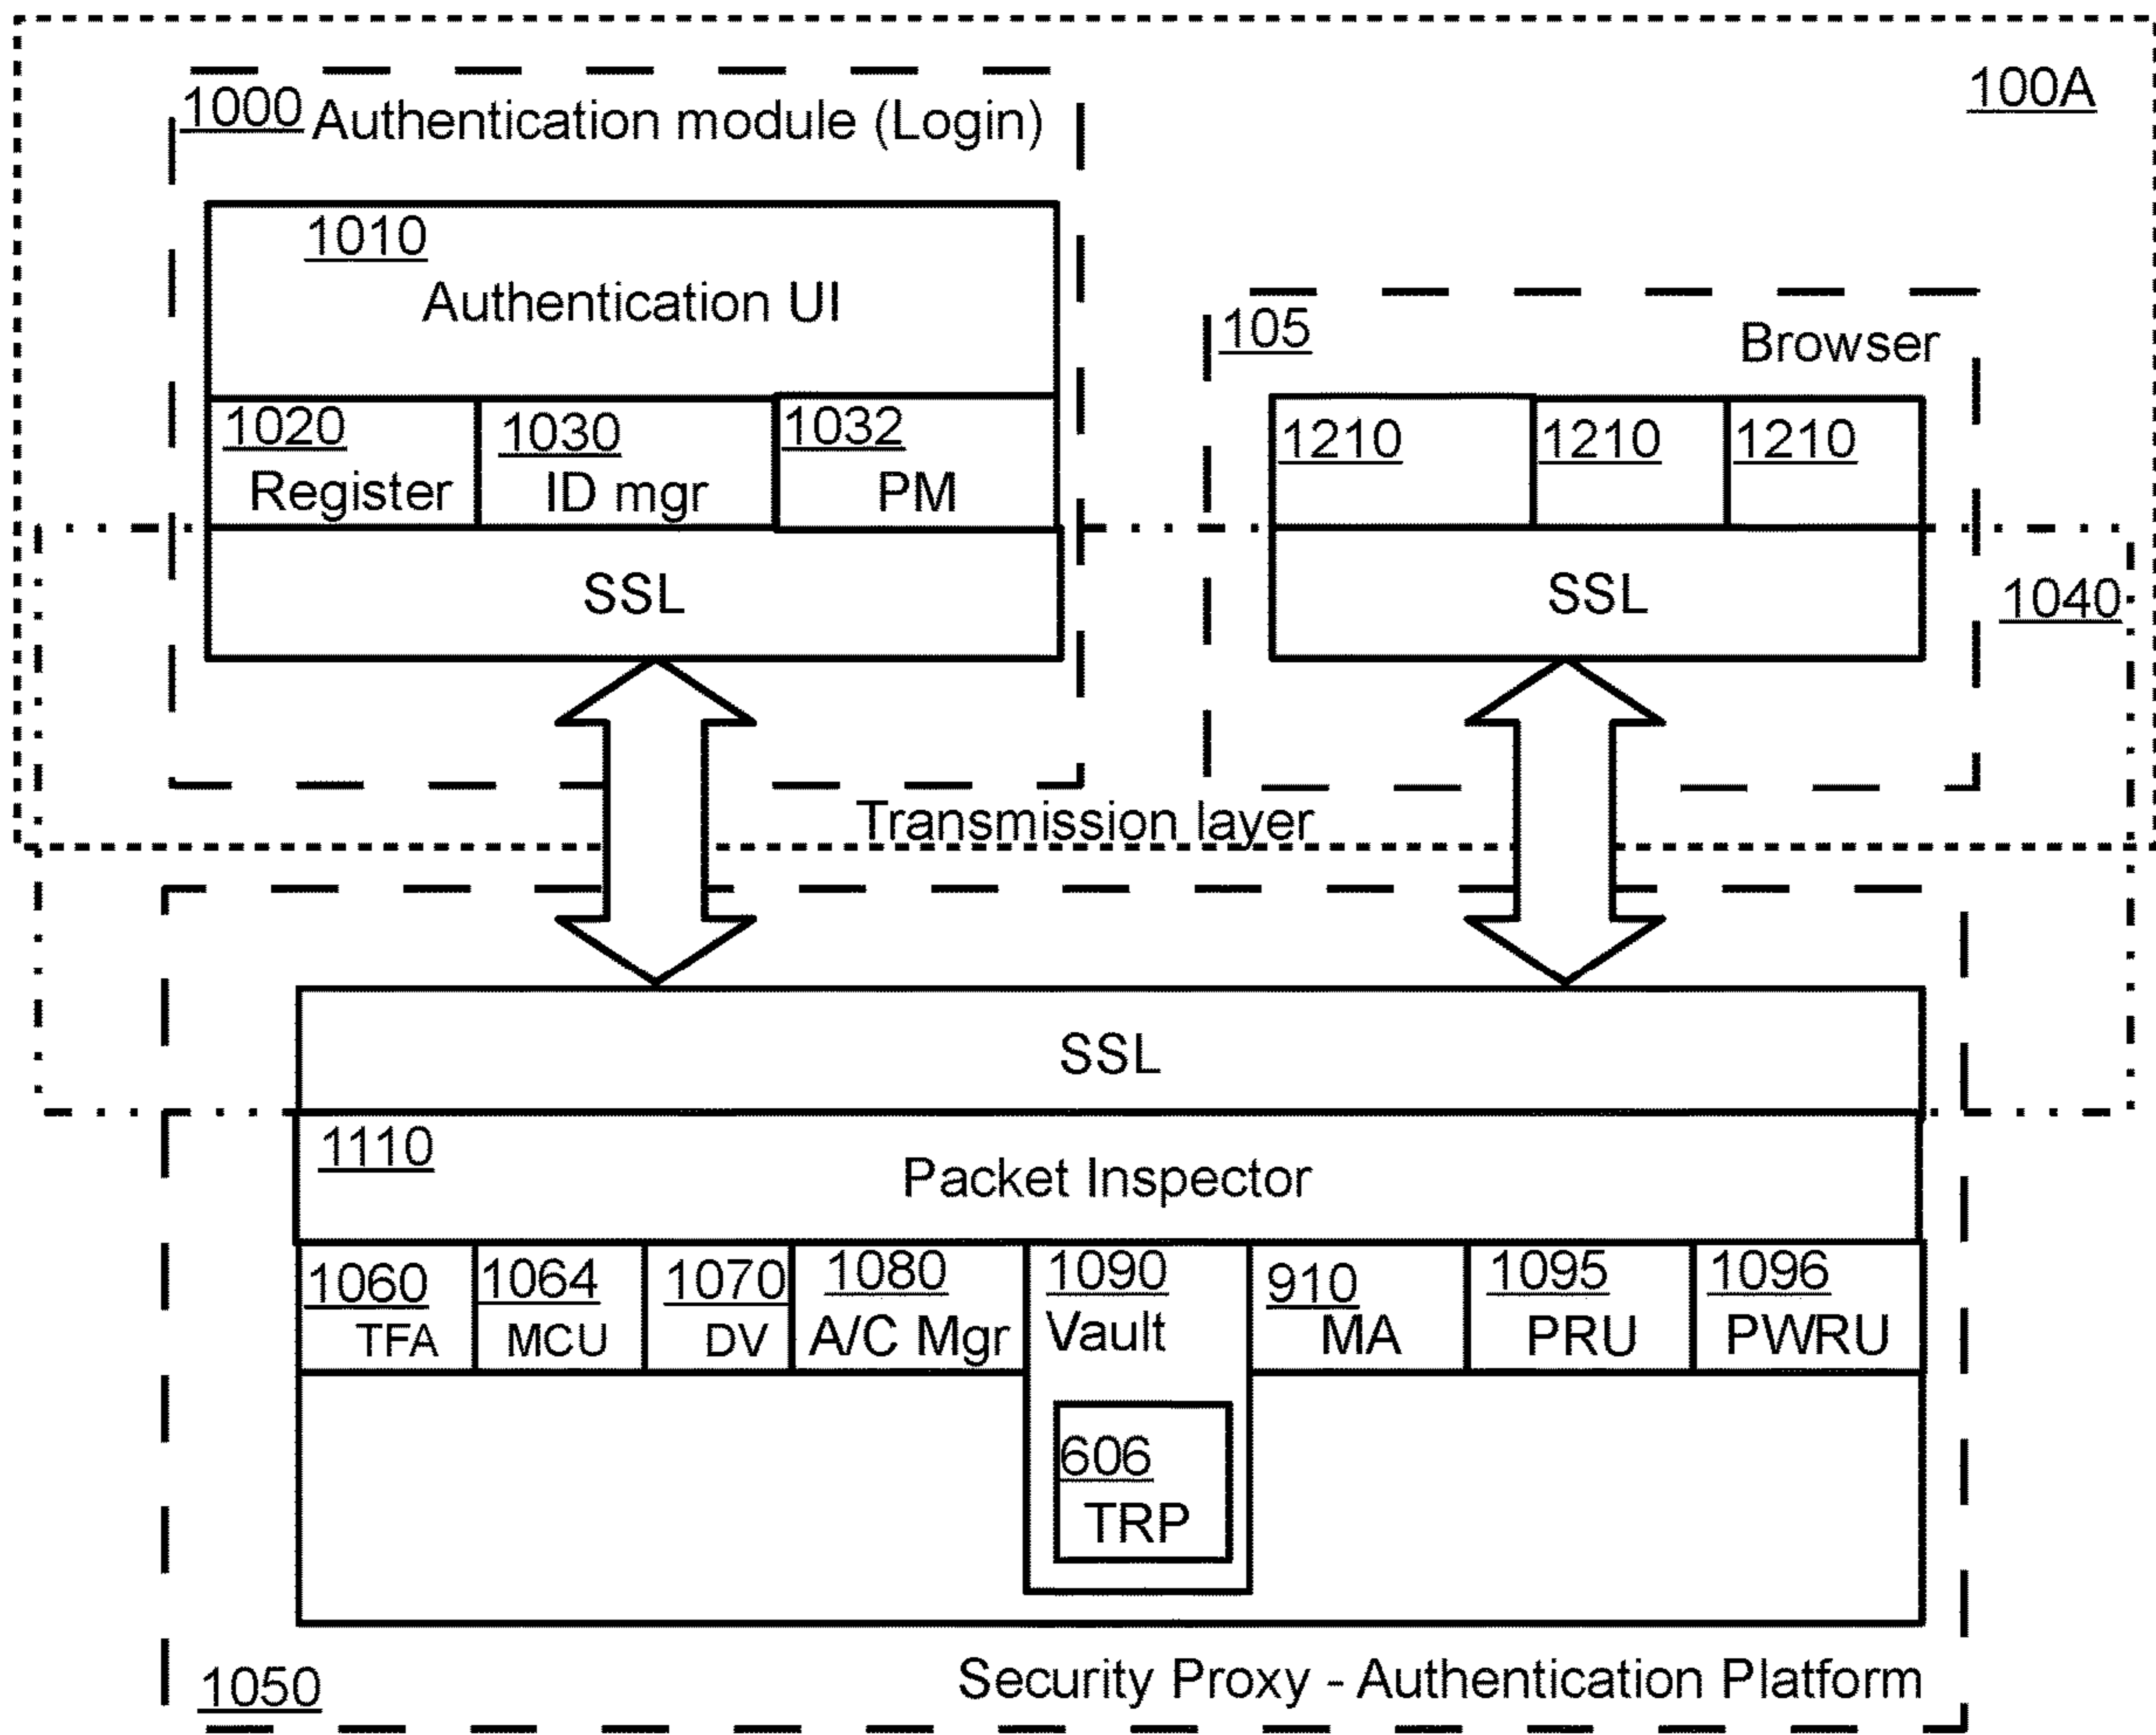 100A
1000 Authentication module (Login)
1010
Authentication UI
1020
Register
1030
ID mgr
1032
PM
SSL
105
Browser
1210
1210
1210
SSL
1040
Transmission layer
SSL
1110
Packet Inspector
1060
TFA
1064
MCU
1070
DV
1080
A/C Mgr
1090
Vault
606
TRP
910
MA
1095
PRU
1096
PWRU
1050
Security Proxy - Authentication Platform